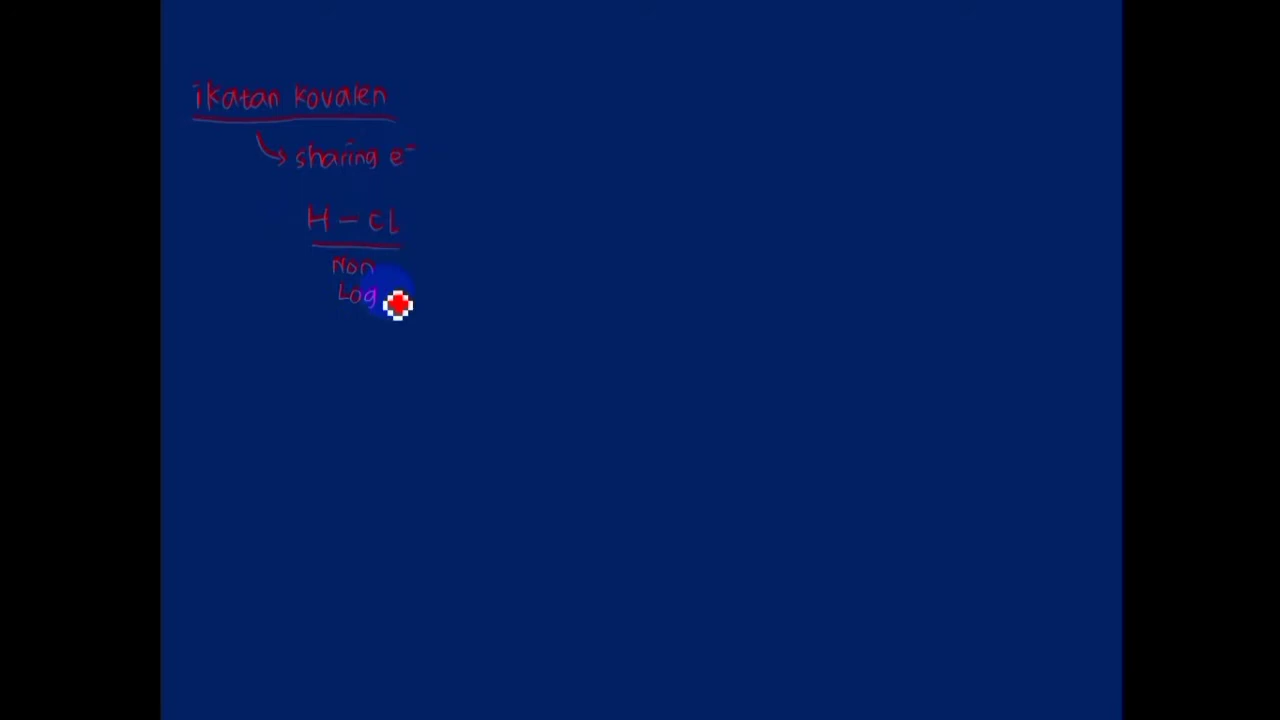 ikatan kovalen
↳ sharing e⁻
H - Cl
Non
Log